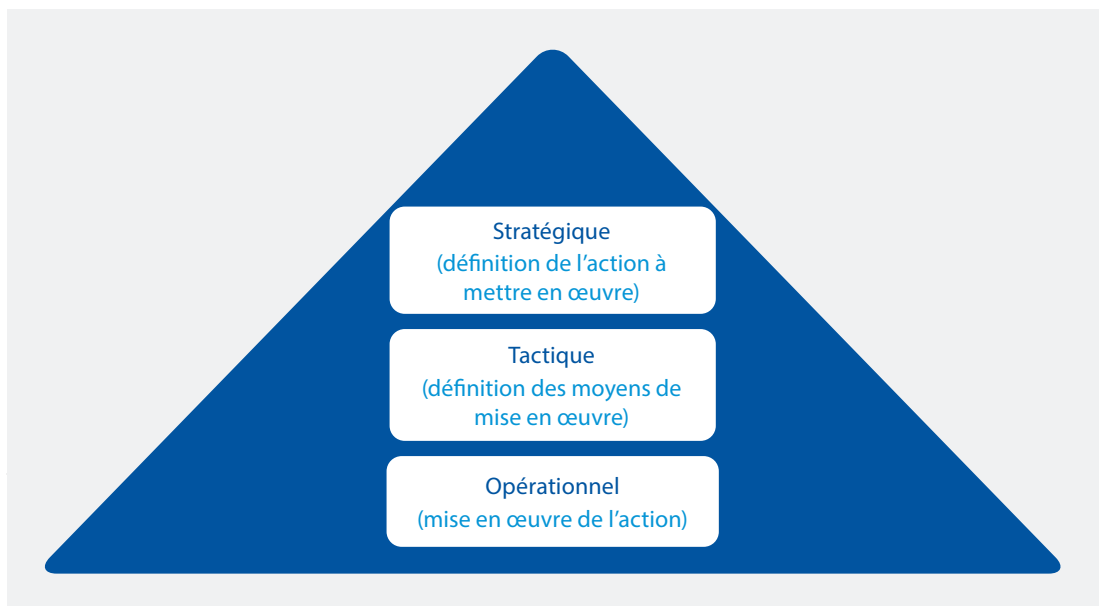 Stratégique
(définition de l’action à
mettre en œuvre)
Tactique
(définition des moyens de
mise en œuvre)
Opérationnel
(mise en œuvre de l’action)